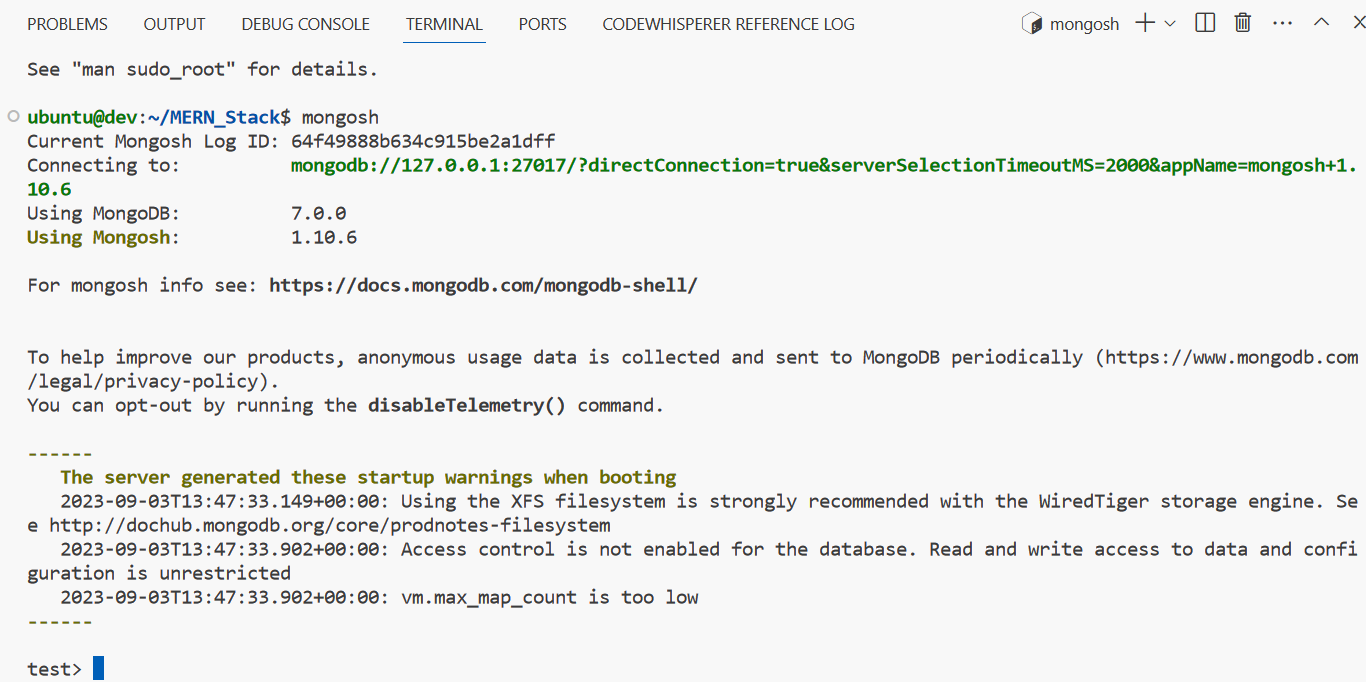 PROBLEMS OUTPUT DEBUG CONSOLE TERMINAL PORTS CODEWHISPERER REFERENCE LOG mongosh
See "man sudo_root" for details.
ubuntu@dev:~/MERN_Stack$ mongosh
Current Mongosh Log ID: 64f49888b634c915be2a1dff
Connecting to: mongodb://127.0.0.1:27017/?directConnection=true&serverSelectionTimeoutMS=2000&appName=mongosh+1.
10.6
Using MongoDB: 7.0.0
Using Mongosh: 1.10.6
For mongosh info see: https://docs.mongodb.com/mongodb-shell/
To help improve our products, anonymous usage data is collected and sent to MongoDB periodically (https://www.mongodb.com
/legal/privacy-policy).
You can opt-out by running the disableTelemetry() command.
------
The server generated these startup warnings when booting
2023-09-03T13:47:33.149+00:00: Using the XFS filesystem is strongly recommended with the WiredTiger storage engine. Se
e http://dochub.mongodb.org/core/prodnotes-filesystem
2023-09-03T13:47:33.902+00:00: Access control is not enabled for the database. Read and write access to data and confi
guration is unrestricted
2023-09-03T13:47:33.902+00:00: vm.max_map_count is too low
------
test>